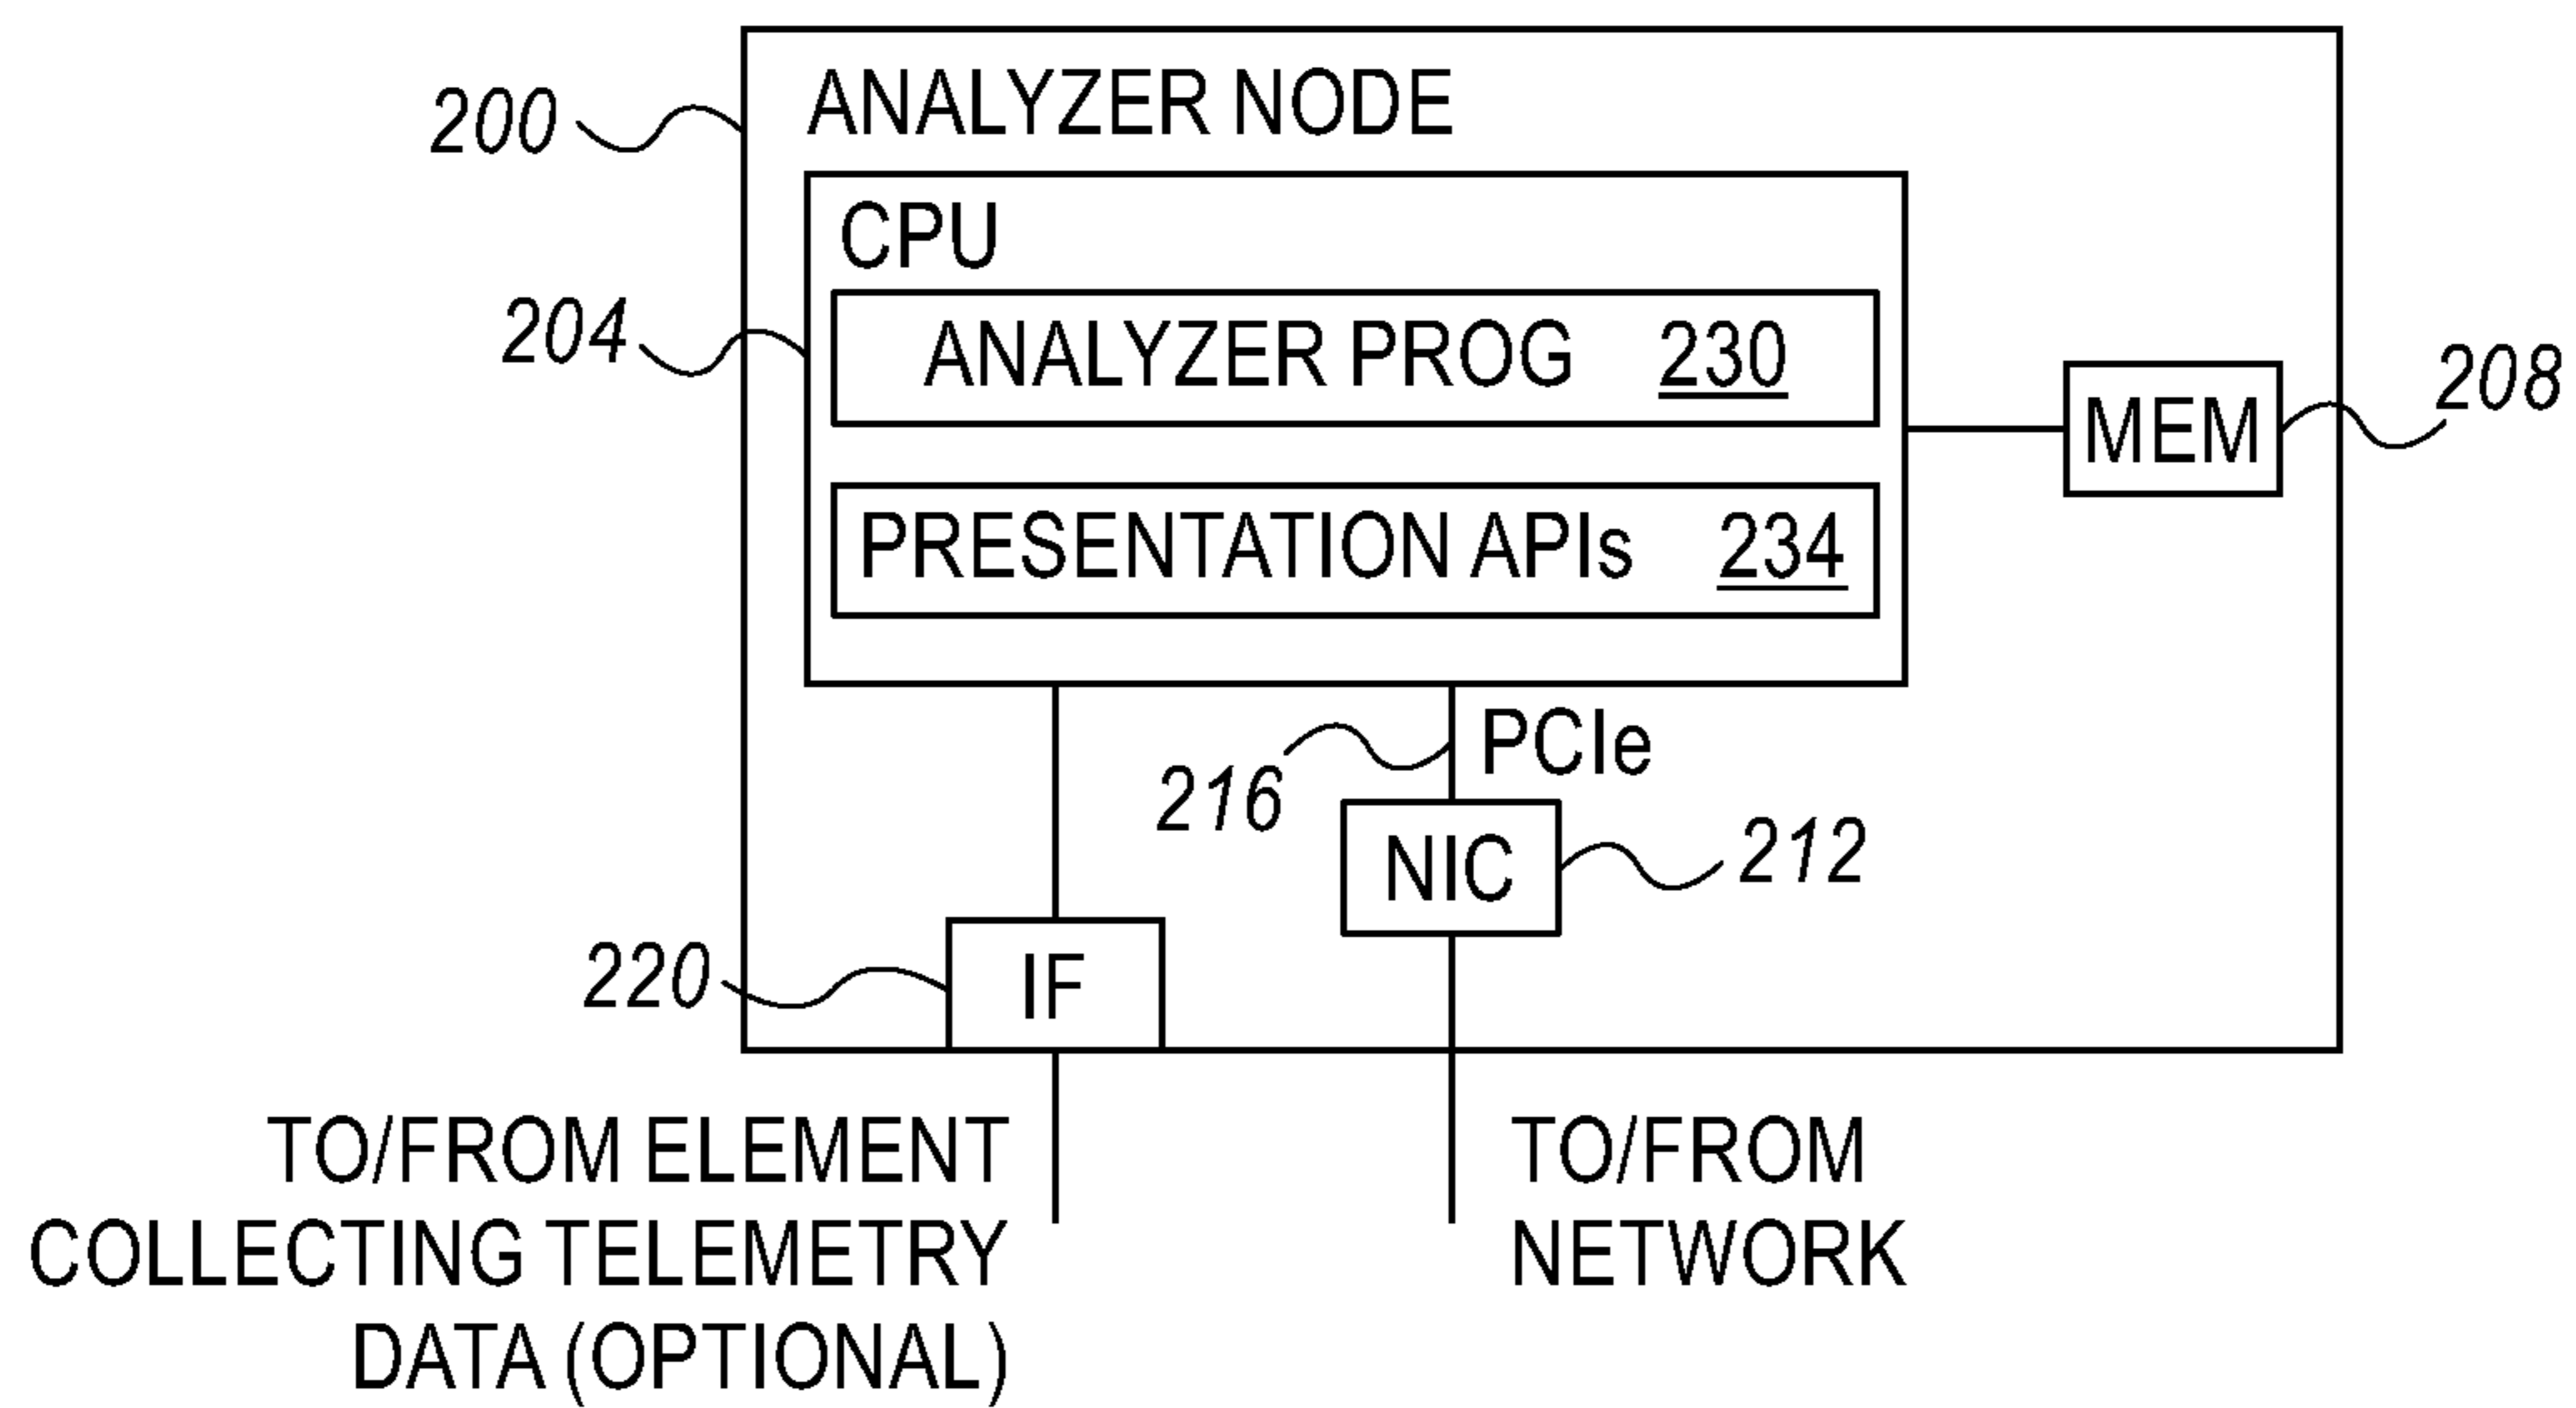 200
ANALYZER NODE
CPU
204
ANALYZER PROG 230
208
MEM
PRESENTATION APIs 234
216
PCIe
NIC
212
220
IF
TO/FROM ELEMENT
COLLECTING TELEMETRY
DATA (OPTIONAL)
TO/FROM
NETWORK